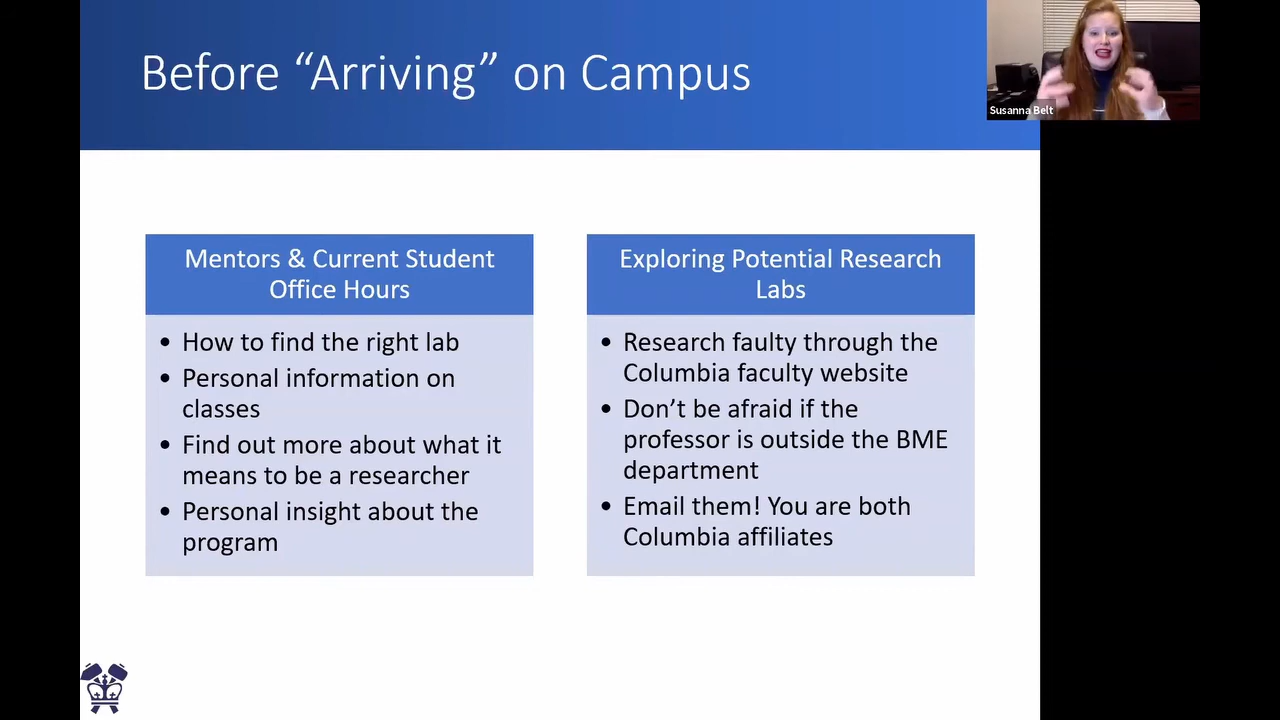 Before “Arriving” on Campus
Susanna Belt
Mentors & Current Student
Office Hours
• How to find the right lab
• Personal information on
classes
• Find out more about what it
means to be a researcher
• Personal insight about the
program
Exploring Potential Research
Labs
• Research faulty through the
Columbia faculty website
• Don’t be afraid if the
professor is outside the BME
department
• Email them! You are both
Columbia affiliates